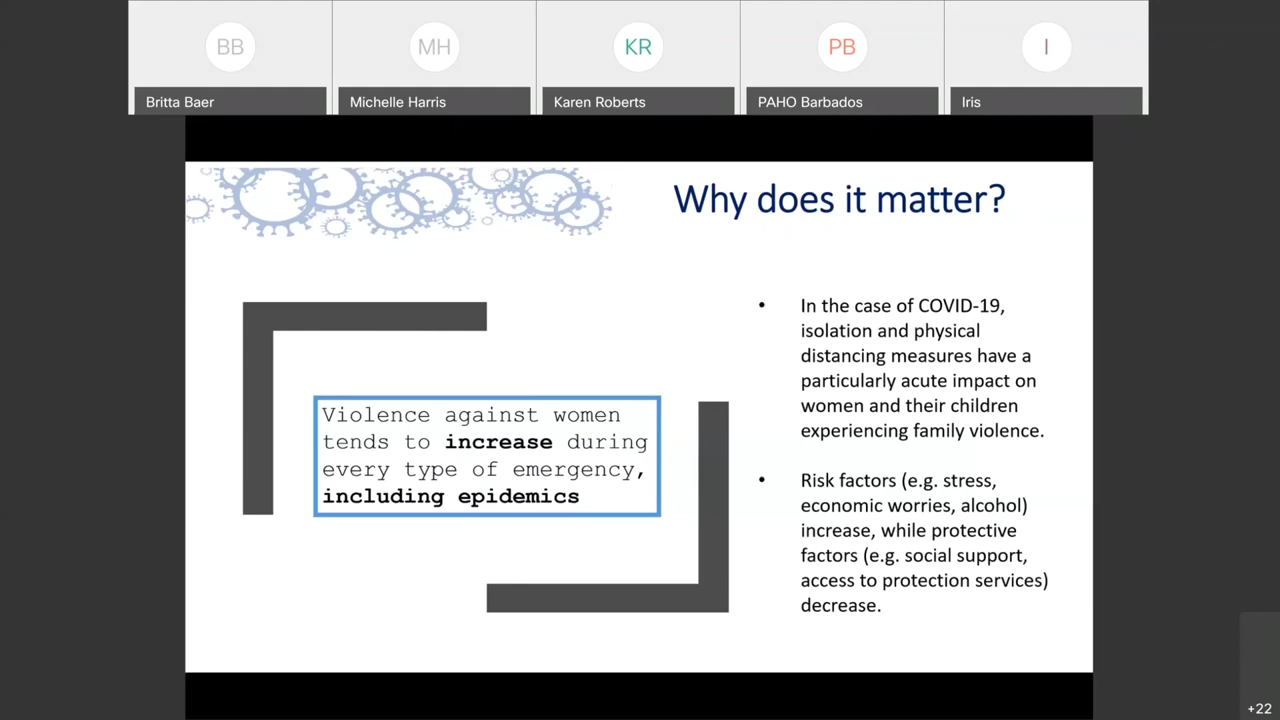 BB
MH
KR
PB
I
Britta Baer
Michelle Harris
Karen Roberts
PAHO Barbados
Iris
Why does it matter?
Violence against women
tends to increase during
every type of emergency,
including epidemics
• In the case of COVID-19,
isolation and physical
distancing measures have a
particularly acute impact on
women and their children
experiencing family violence.
• Risk factors (e.g. stress,
economic worries, alcohol)
increase, while protective
factors (e.g. social support,
access to protection services)
decrease.
+22